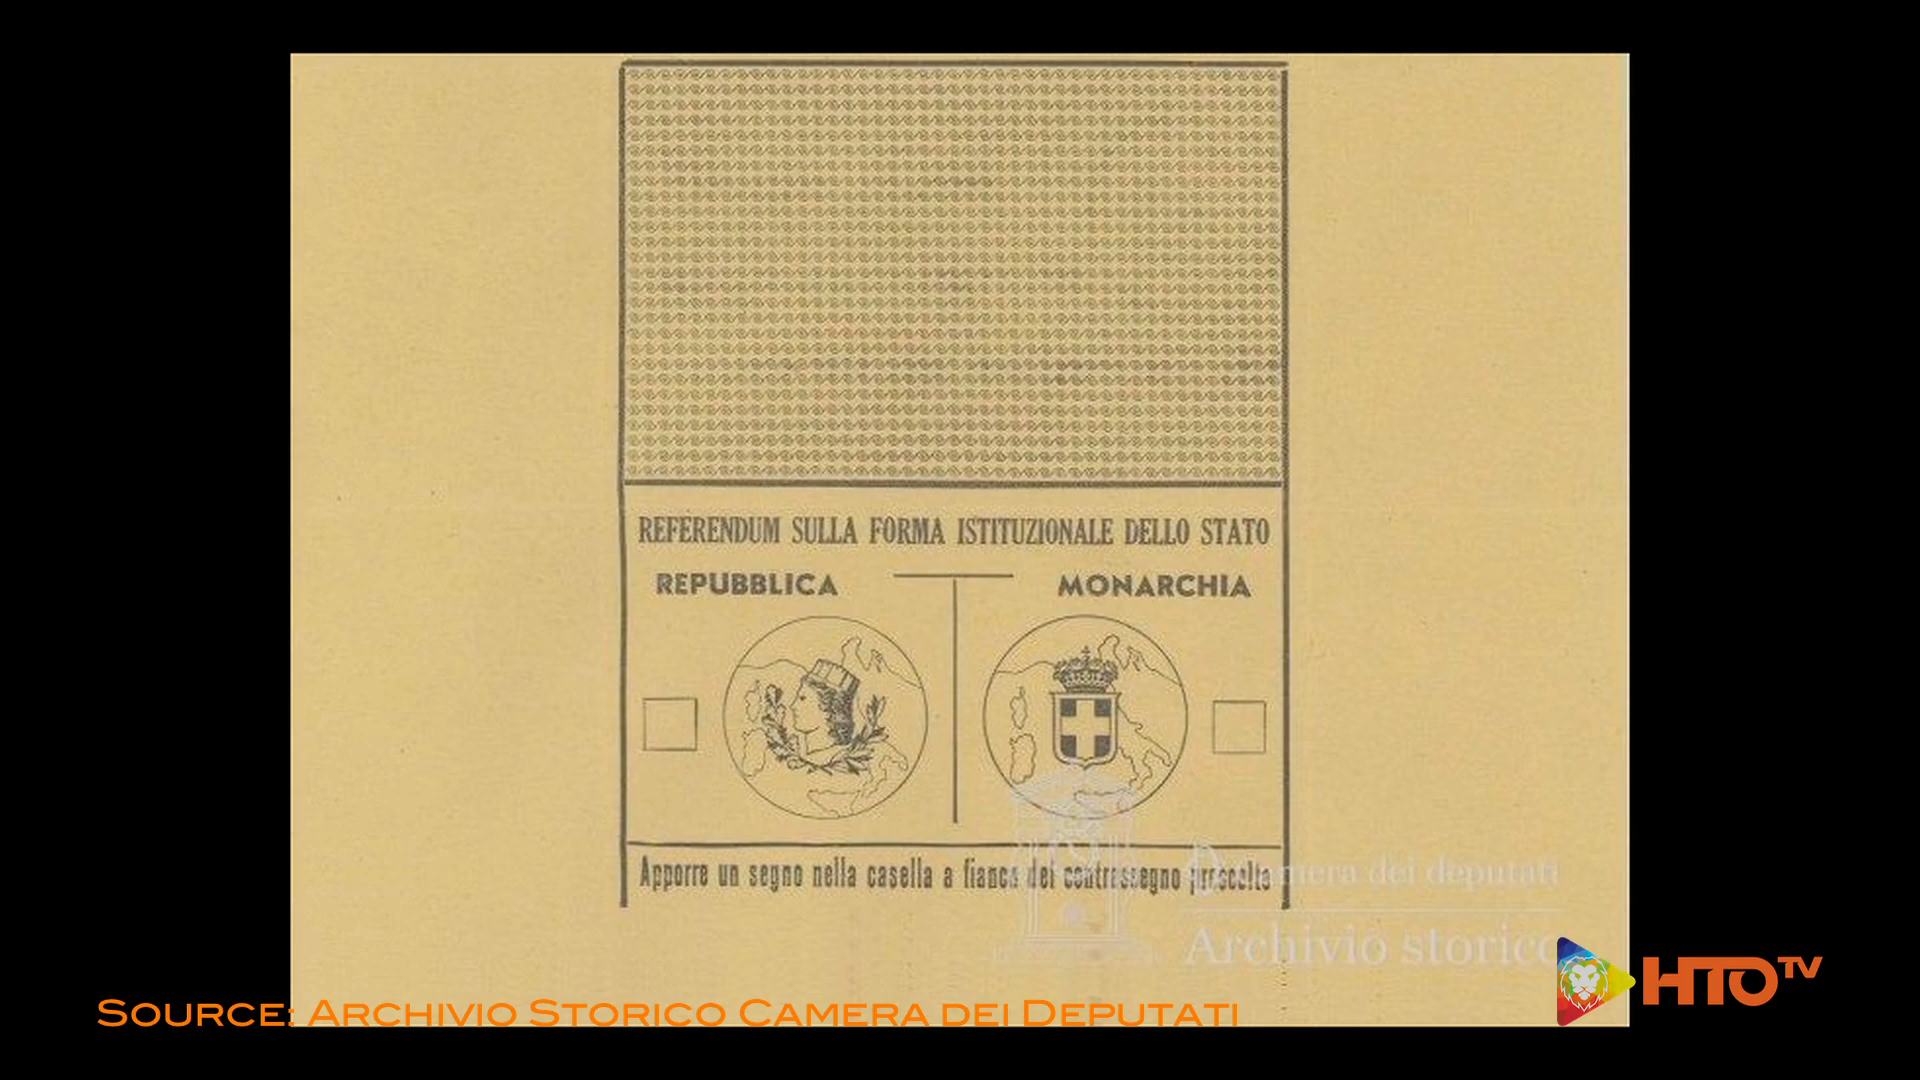 REFERENDUM SULLA FORMA ISTITUZIONALE DELLO STATO
REPUBBLICA
MONARCHIA
Apporre un segno nella casella a fianco del contrassegno prescelto
Camera dei deputati
Archivio storico
SOURCE: ARCHIVIO STORICO CAMERA DEI DEPUTATI
HTO TV